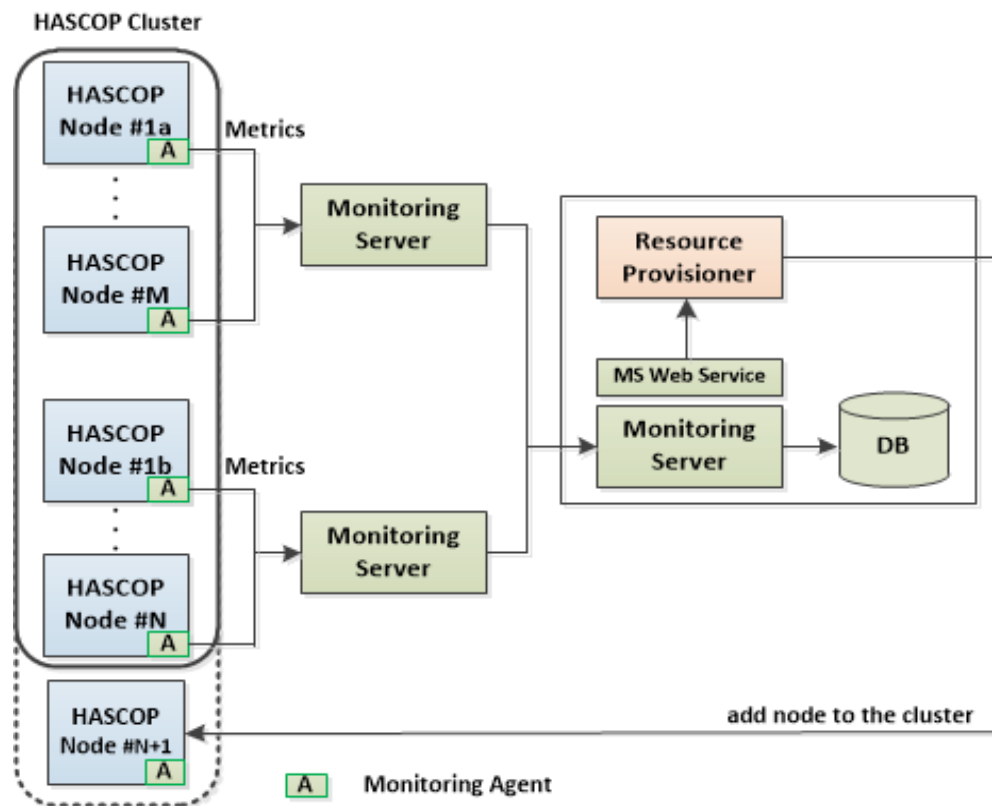 HASCOP Cluster
HASCOP
Node #1a
A
Metrics
HASCOP
Node #M
A
Monitoring
Server
HASCOP
Node #1b
A
Metrics
HASCOP
Node #N
A
Monitoring
Server
Resource
Provisioner
MS Web Service
Monitoring
Server
DB
HASCOP
Node #N+1
A
add node to the cluster
A Monitoring Agent